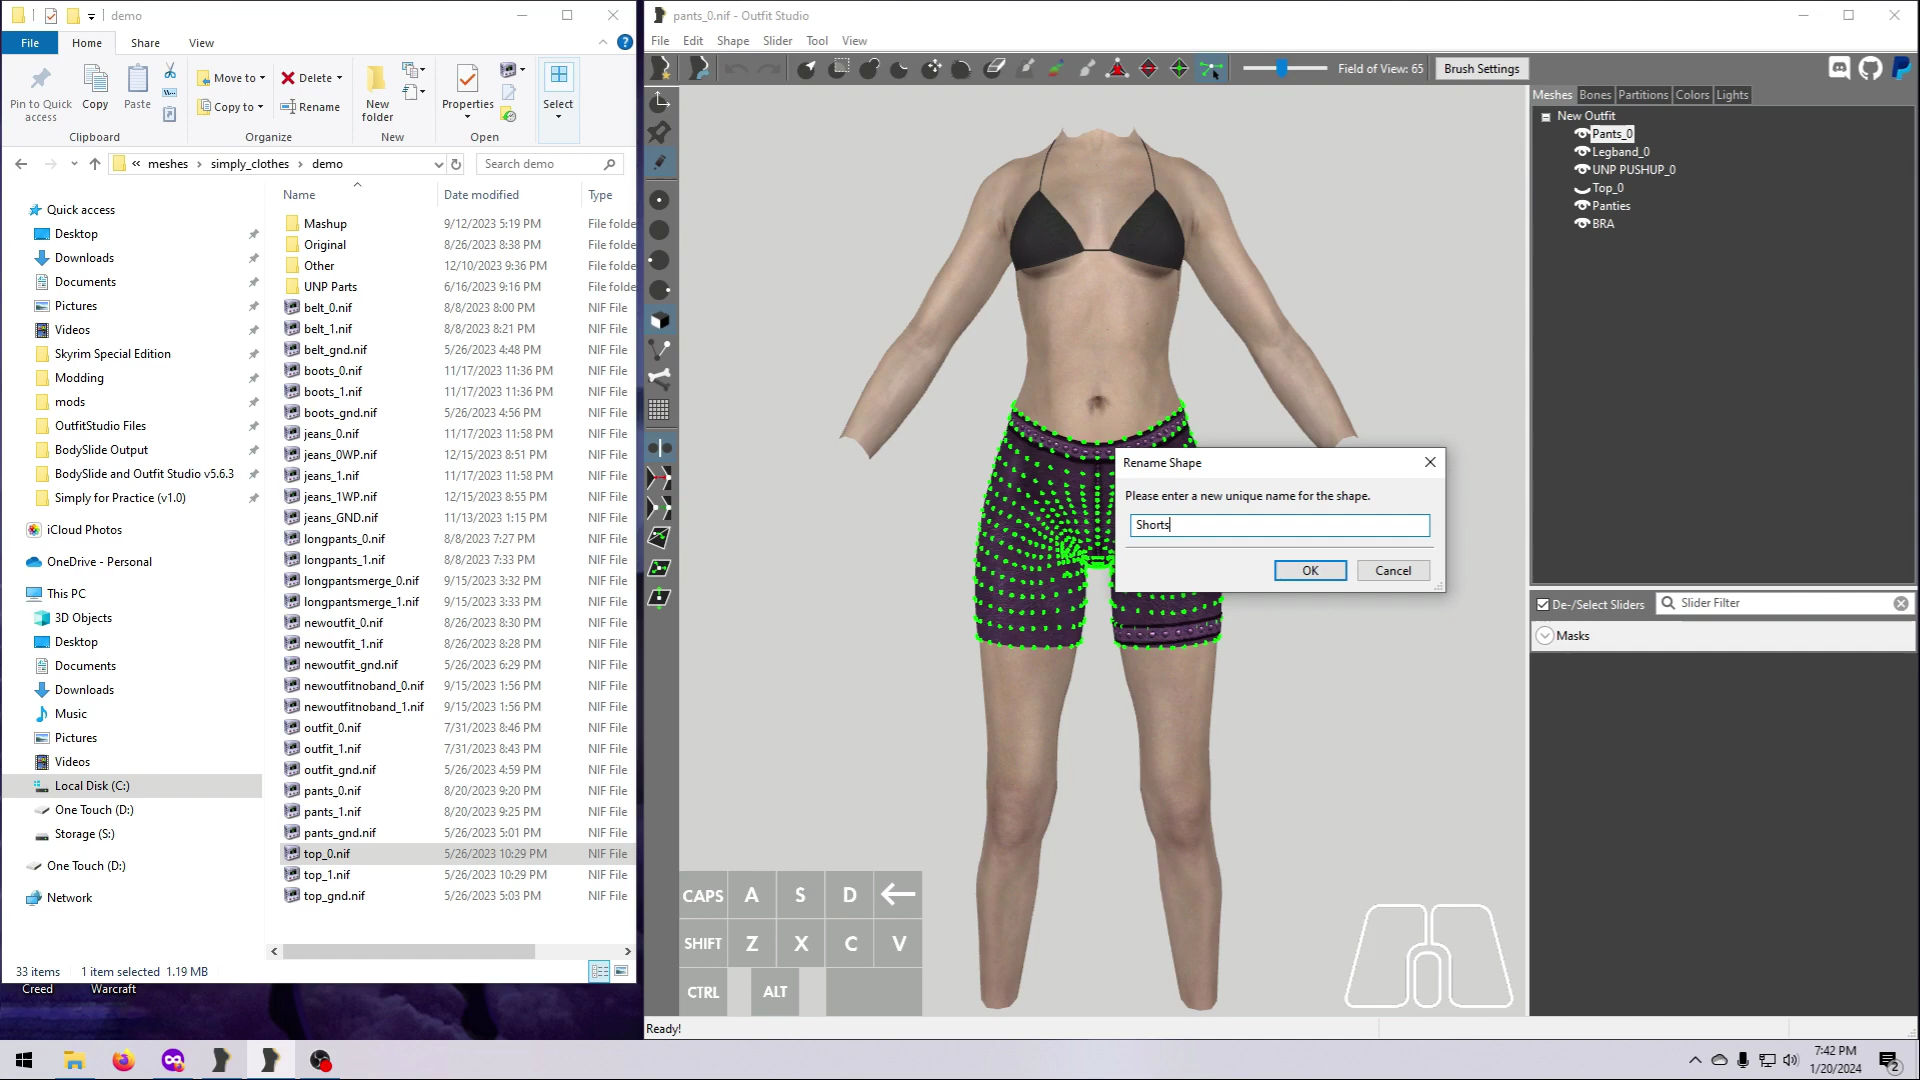 demo
File
Home
Share
View
Pin to Quick access
Copy
Paste
Clipboard
Move to
Copy to
Delete
Rename
Organize
New folder
New
Properties
Open
Select
« meshes > simply_clothes > demo
Search demo
Quick access
Desktop
Downloads
Documents
Pictures
Videos
Skyrim Special Edition
Modding
mods
OutfitStudio Files
BodySlide Output
BodySlide and Outfit Studio v5.6.3
Simply for Practice (v1.0)
iCloud Photos
OneDrive - Personal
This PC
3D Objects
Desktop
Documents
Downloads
Music
Pictures
Videos
Local Disk (C:)
One Touch (D:)
Storage (S:)
One Touch (D:)
Network
Name Date modified Type
Mashup 9/12/2023 5:19 PM File folde
Original 8/26/2023 8:38 PM File folde
Other 12/10/2023 9:36 PM File folde
UNP Parts 6/16/2023 9:16 PM File folde
belt_0.nif 8/8/2023 8:00 PM NIF File
belt_1.nif 8/8/2023 8:21 PM NIF File
belt_gnd.nif 5/26/2023 4:48 PM NIF File
boots_0.nif 11/17/2023 11:36 PM NIF File
boots_1.nif 11/17/2023 11:36 PM NIF File
boots_gnd.nif 5/26/2023 4:56 PM NIF File
jeans_0.nif 11/17/2023 11:58 PM NIF File
jeans_0WP.nif 12/15/2023 8:51 PM NIF File
jeans_1.nif 11/17/2023 11:58 PM NIF File
jeans_1WP.nif 12/15/2023 8:55 PM NIF File
jeans_GND.nif 11/13/2023 1:15 PM NIF File
longpants_0.nif 8/8/2023 7:27 PM NIF File
longpants_1.nif 8/8/2023 7:33 PM NIF File
longpantsmerge_0.nif 9/15/2023 3:32 PM NIF File
longpantsmerge_1.nif 9/15/2023 3:33 PM NIF File
newoutfit_0.nif 8/26/2023 8:30 PM NIF File
newoutfit_1.nif 8/26/2023 8:28 PM NIF File
newoutfit_gnd.nif 5/26/2023 6:29 PM NIF File
newoutfitnoband_0.nif 9/15/2023 1:56 PM NIF File
newoutfitnoband_1.nif 9/15/2023 1:56 PM NIF File
outfit_0.nif 7/31/2023 8:46 PM NIF File
outfit_1.nif 7/31/2023 8:43 PM NIF File
outfit_gnd.nif 5/26/2023 4:59 PM NIF File
pants_0.nif 8/20/2023 9:20 PM NIF File
pants_1.nif 8/20/2023 9:25 PM NIF File
pants_gnd.nif 5/26/2023 5:01 PM NIF File
top_0.nif 5/26/2023 10:29 PM NIF File
top_1.nif 5/26/2023 10:29 PM NIF File
top_gnd.nif 5/26/2023 5:03 PM NIF File
33 items 1 item selected 1.19 MB
Creed Warcraft
pants_0.nif - Outfit Studio
File Edit Shape Slider Tool View
Field of View: 65
Brush Settings
Meshes Bones Partitions Colors Lights
New Outfit
Pants_0
Legband_0
UNP PUSHUP_0
Top_0
Panties
BRA
Rename Shape
Please enter a new unique name for the shape.
Shorts
OK Cancel
De-/Select Sliders
Slider Filter
Masks
CAPS A S D ←
SHIFT Z X C V
CTRL ALT
Ready!
7:42 PM
1/20/2024
2